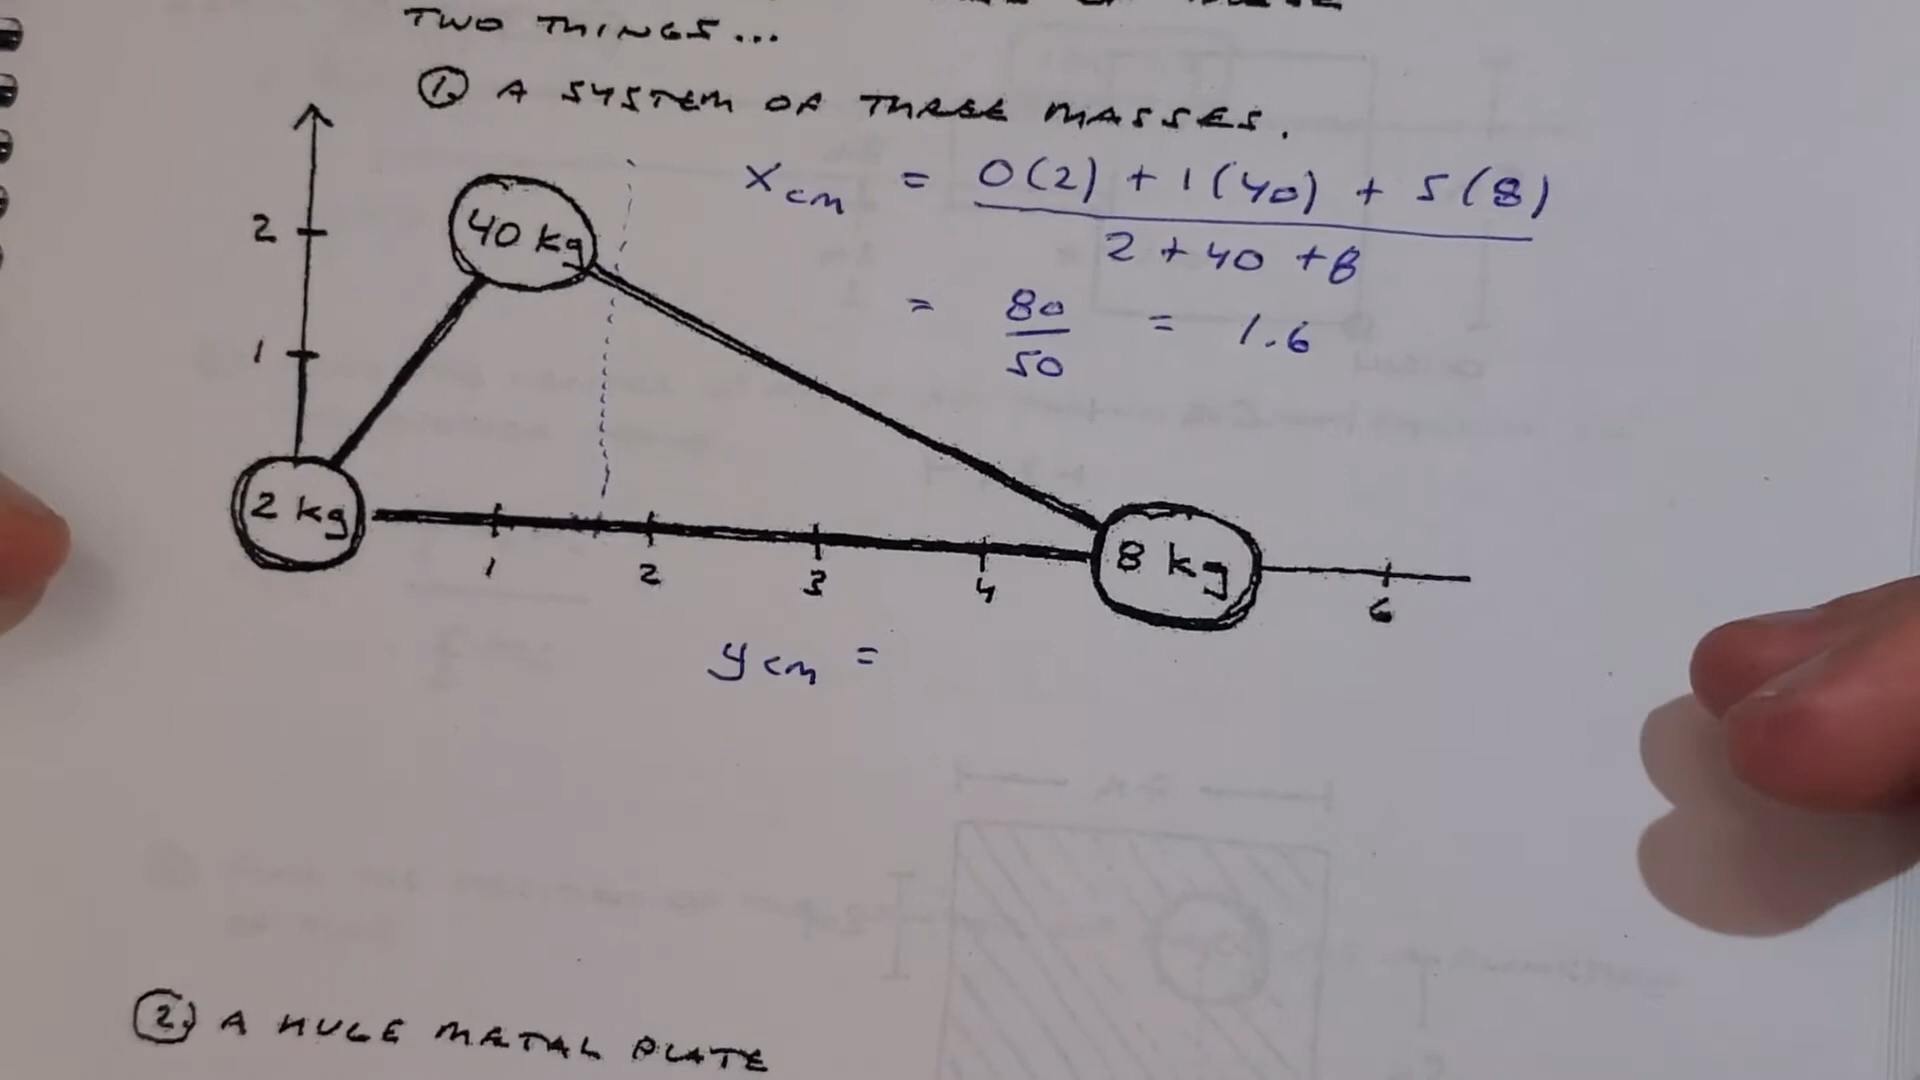 TWO THINGS...
1. A SYSTEM OF THREE MASSES.
xcm = 0(2) + 1(40) + 5(8)
2 + 40 + 8
= 80
50
= 1.6
2
40 kg
1
2 kg
8 kg
1 2 3 4 6
ycm =
2. A HUGE METAL PLATE